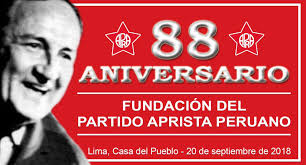 88
ANIVERSARIO
FUNDACIÓN DEL
PARTIDO APRISTA PERUANO
Lima, Casa del Pueblo - 20 de septiembre de 2018